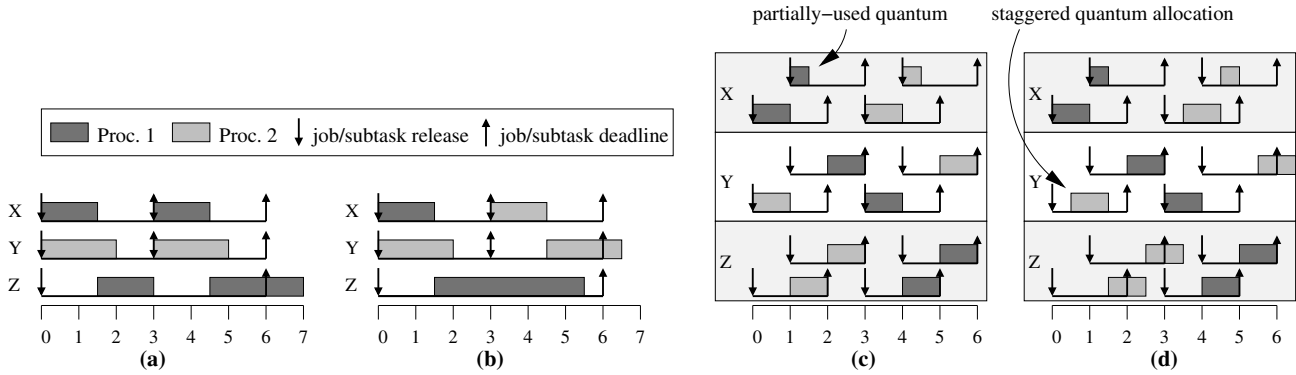 partially−used quantum
staggered quantum allocation
Proc. 1 Proc. 2 job/subtask release job/subtask deadline
X
Y
Z
0 1 2 3 4 5 6 7
(a)
X
Y
Z
0 1 2 3 4 5 6 7
(b)
X
Y
Z
0 1 2 3 4 5 6
(c)
X
Y
Z
0 1 2 3 4 5 6
(d)